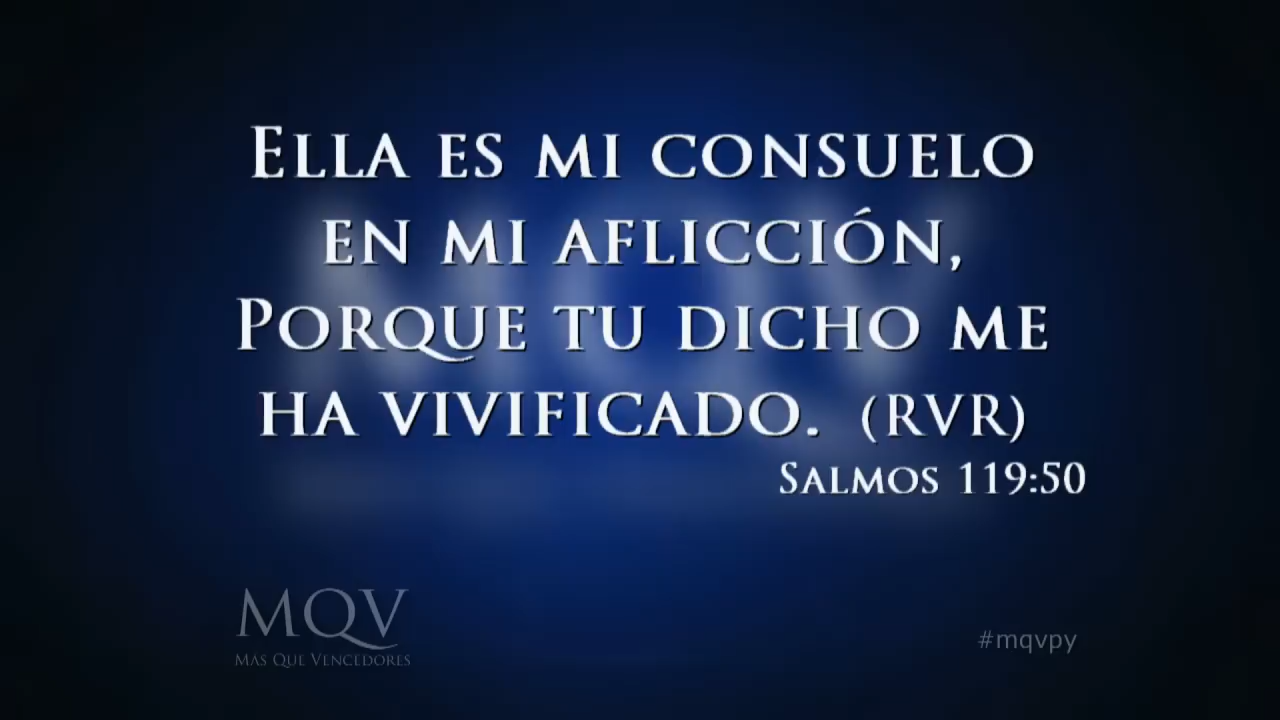 ELLA ES MI CONSUELO
EN MI AFLICCIÓN,
PORQUE TU DICHO ME
HA VIVIFICADO. (RVR)
SALMOS 119:50
MQV
MÁS QUE VENCEDORES
#mqvpy